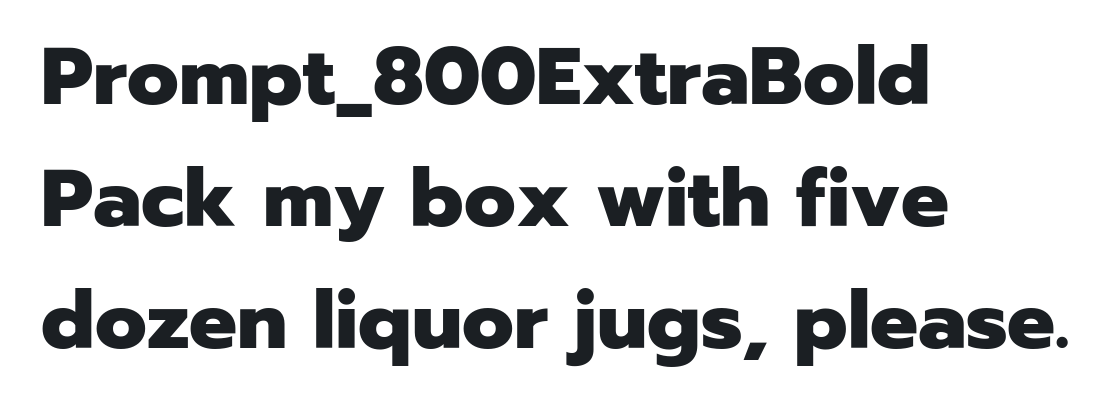 Prompt_800ExtraBold
Pack my box with five
dozen liquor jugs, please.